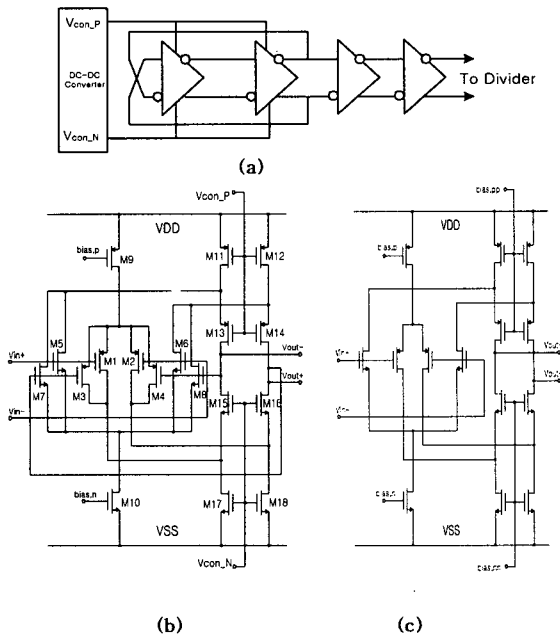 Vcon_P
DC-DC
Converter
Vcon_N
To Divider
(a)
Vcon_P
VDD
bias,p
M9
M11
M12
M5
M6
M13
M14
Vin+
M1
M2
Vout-
M7
M3
M4
M8
Vout+
Vin-
M15
M16
bias,n
M10
M17
M18
VSS
Vcon_N
(b)
bias,pp
VDD
bias,p
Vin+
Vin-
bias,n
VSS
bias,nn
(c)